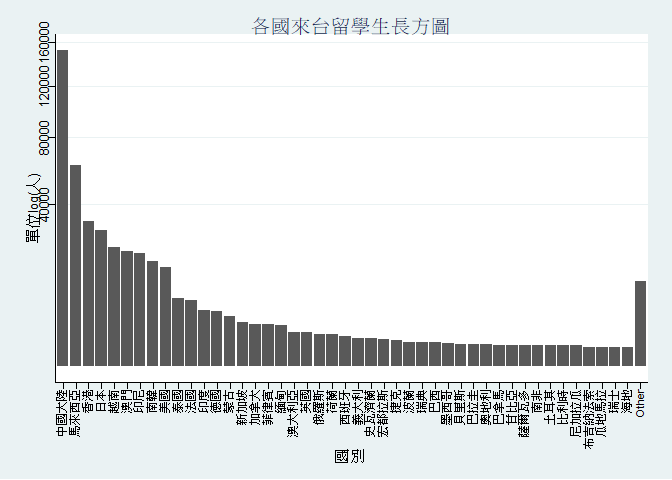 各國來台留學生長方圖
單位log(人)
160000
120000
80000
40000
中國大陸
馬來西亞
香港
日本
越南
澳門
印尼
南韓
美國
泰國
法國
印度
德國
蒙古
新加坡
加拿大
菲律賓
緬甸
澳大利亞
英國
俄羅斯
荷蘭
西班牙
義大利
史瓦濟蘭
宏都拉斯
捷克
波蘭
瑞典
巴西
墨西哥
貝里斯
巴拉圭
奧地利
巴拿馬
甘比亞
薩爾瓦多
南非
土耳其
比利時
尼加拉瓜
布吉納法索
瓜地馬拉
瑞士
海地
Other
國別